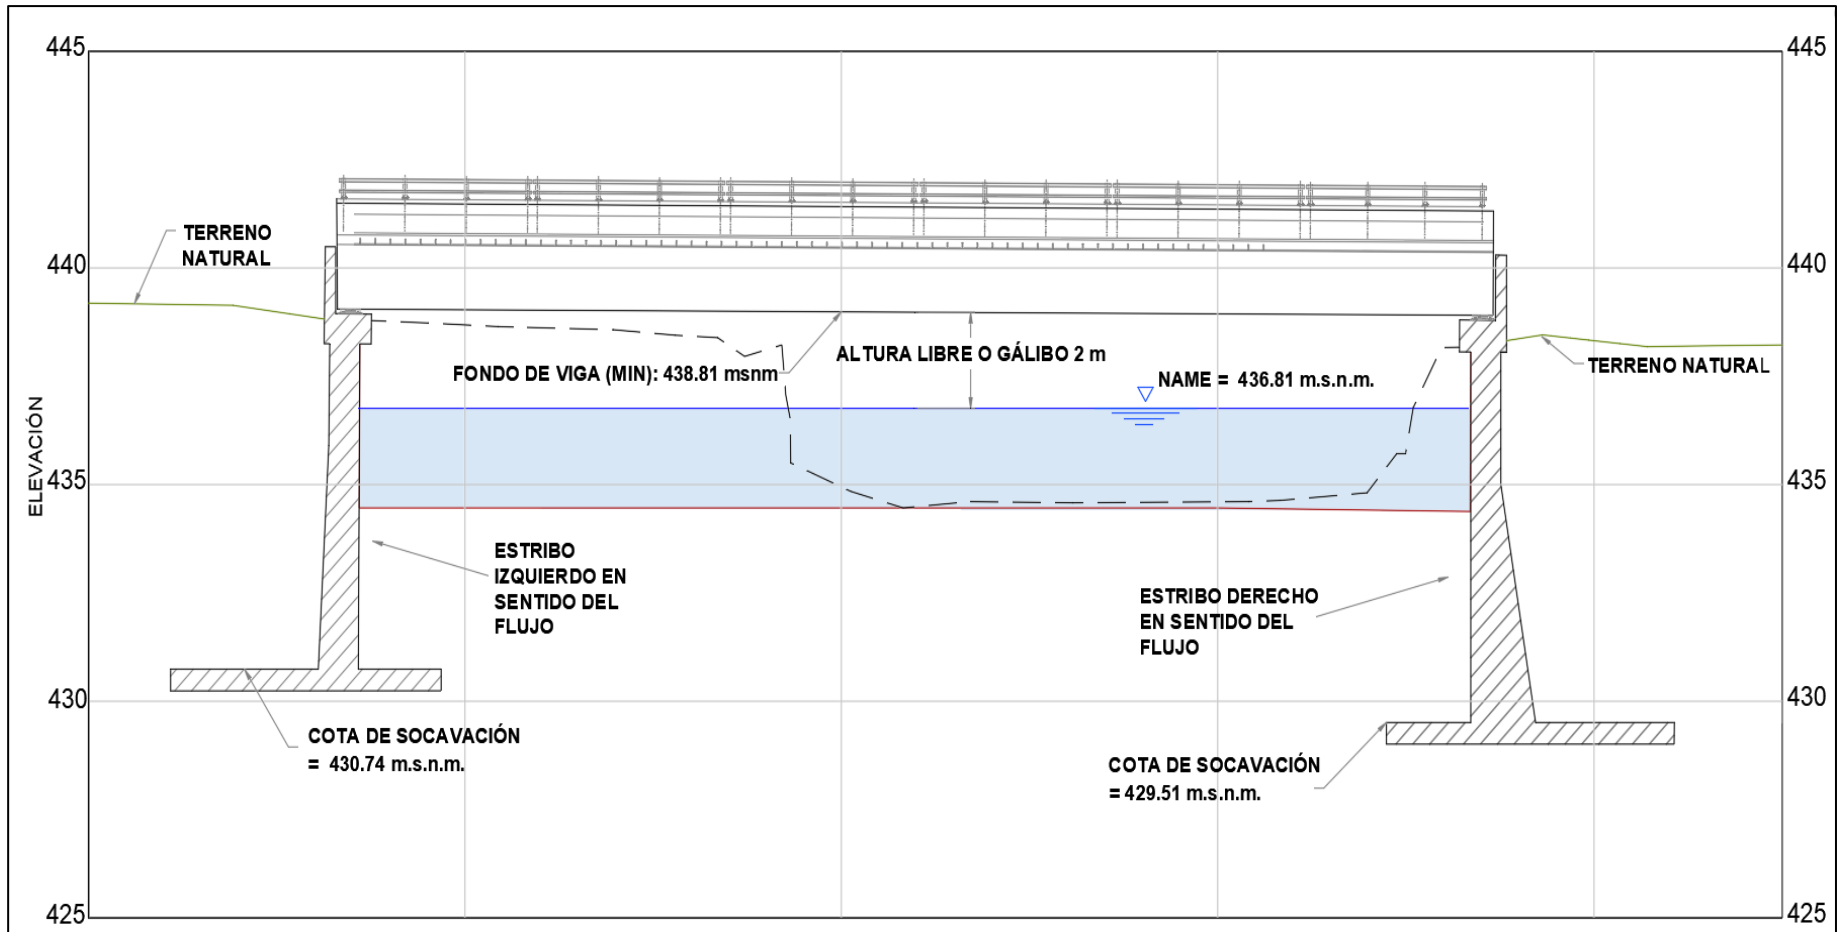 445
445
TERRENO
NATURAL
440
440
ALTURA LIBRE O GÁLIBO 2 m
FONDO DE VIGA (MIN): 438.81 msnm
NAME = 436.81 m.s.n.m.
TERRENO NATURAL
ELEVACIÓN
435
435
ESTRIBO
IZQUIERDO EN
SENTIDO DEL
FLUJO
ESTRIBO DERECHO
EN SENTIDO DEL
FLUJO
430
430
COTA DE SOCAVACIÓN
= 430.74 m.s.n.m.
COTA DE SOCAVACIÓN
= 429.51 m.s.n.m.
425
425